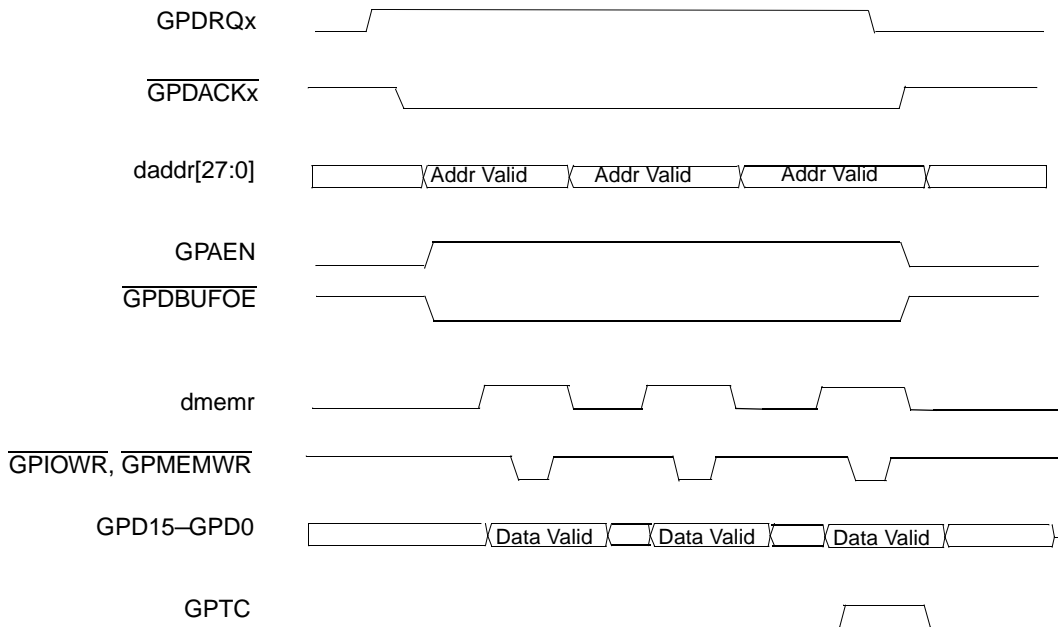 GPDRQx
GPDACKx
daddr[27:0]
Addr Valid Addr Valid Addr Valid
GPAEN
GPDBUFOE
dmemr
GPIOWR, GPMEMWR
GPD15–GPD0
Data Valid Data Valid Data Valid
GPTC